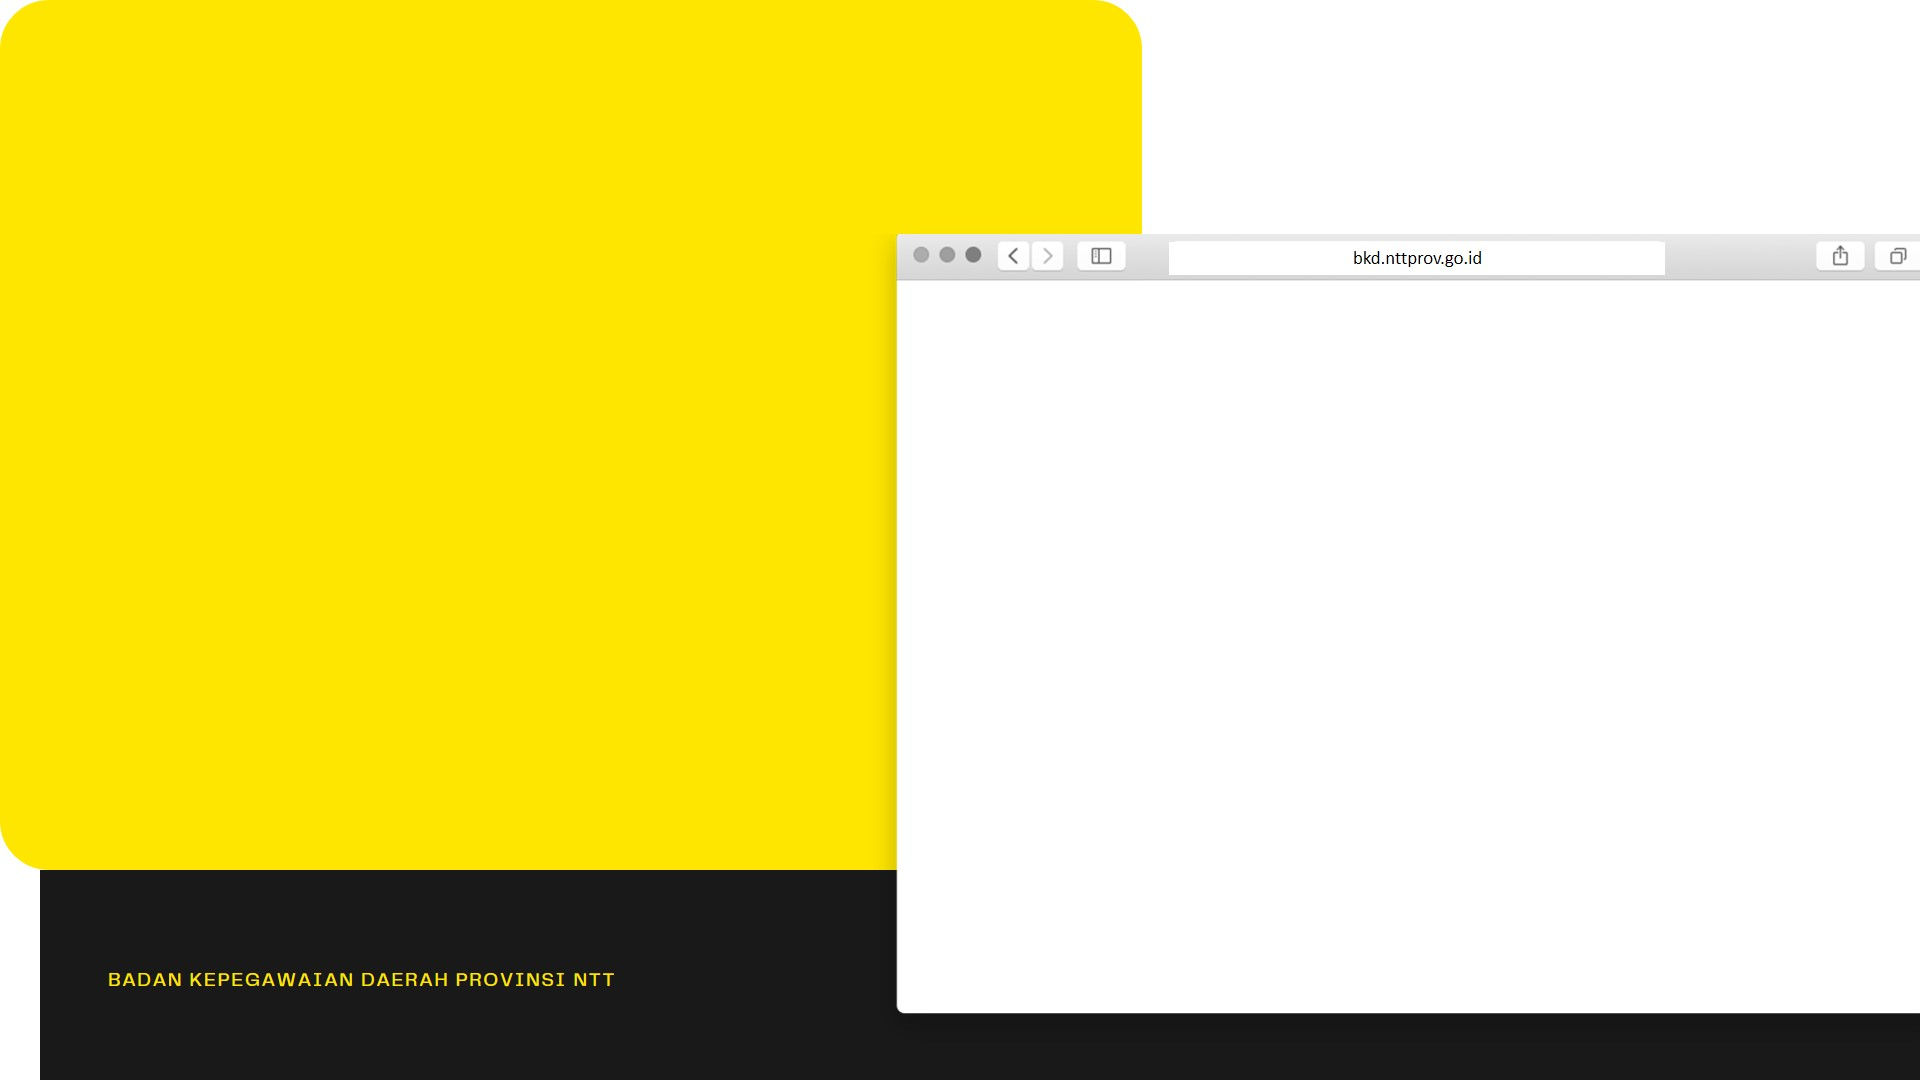 bkd.nttprov.go.id
BADAN KEPEGAWAIAN DAERAH PROVINSI NTT